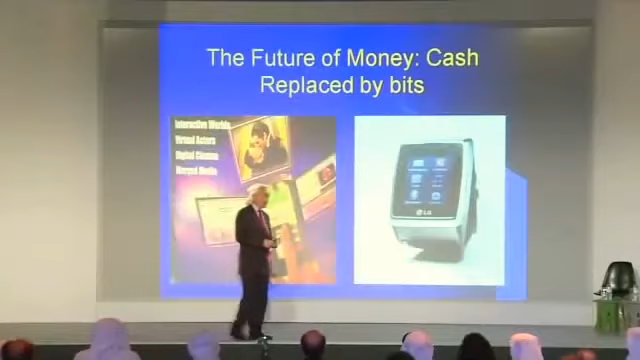 The Future of Money: Cash
Replaced by bits
Interactive Worlds
Virtual Actors
Digital Cinema
Merged Media
LG